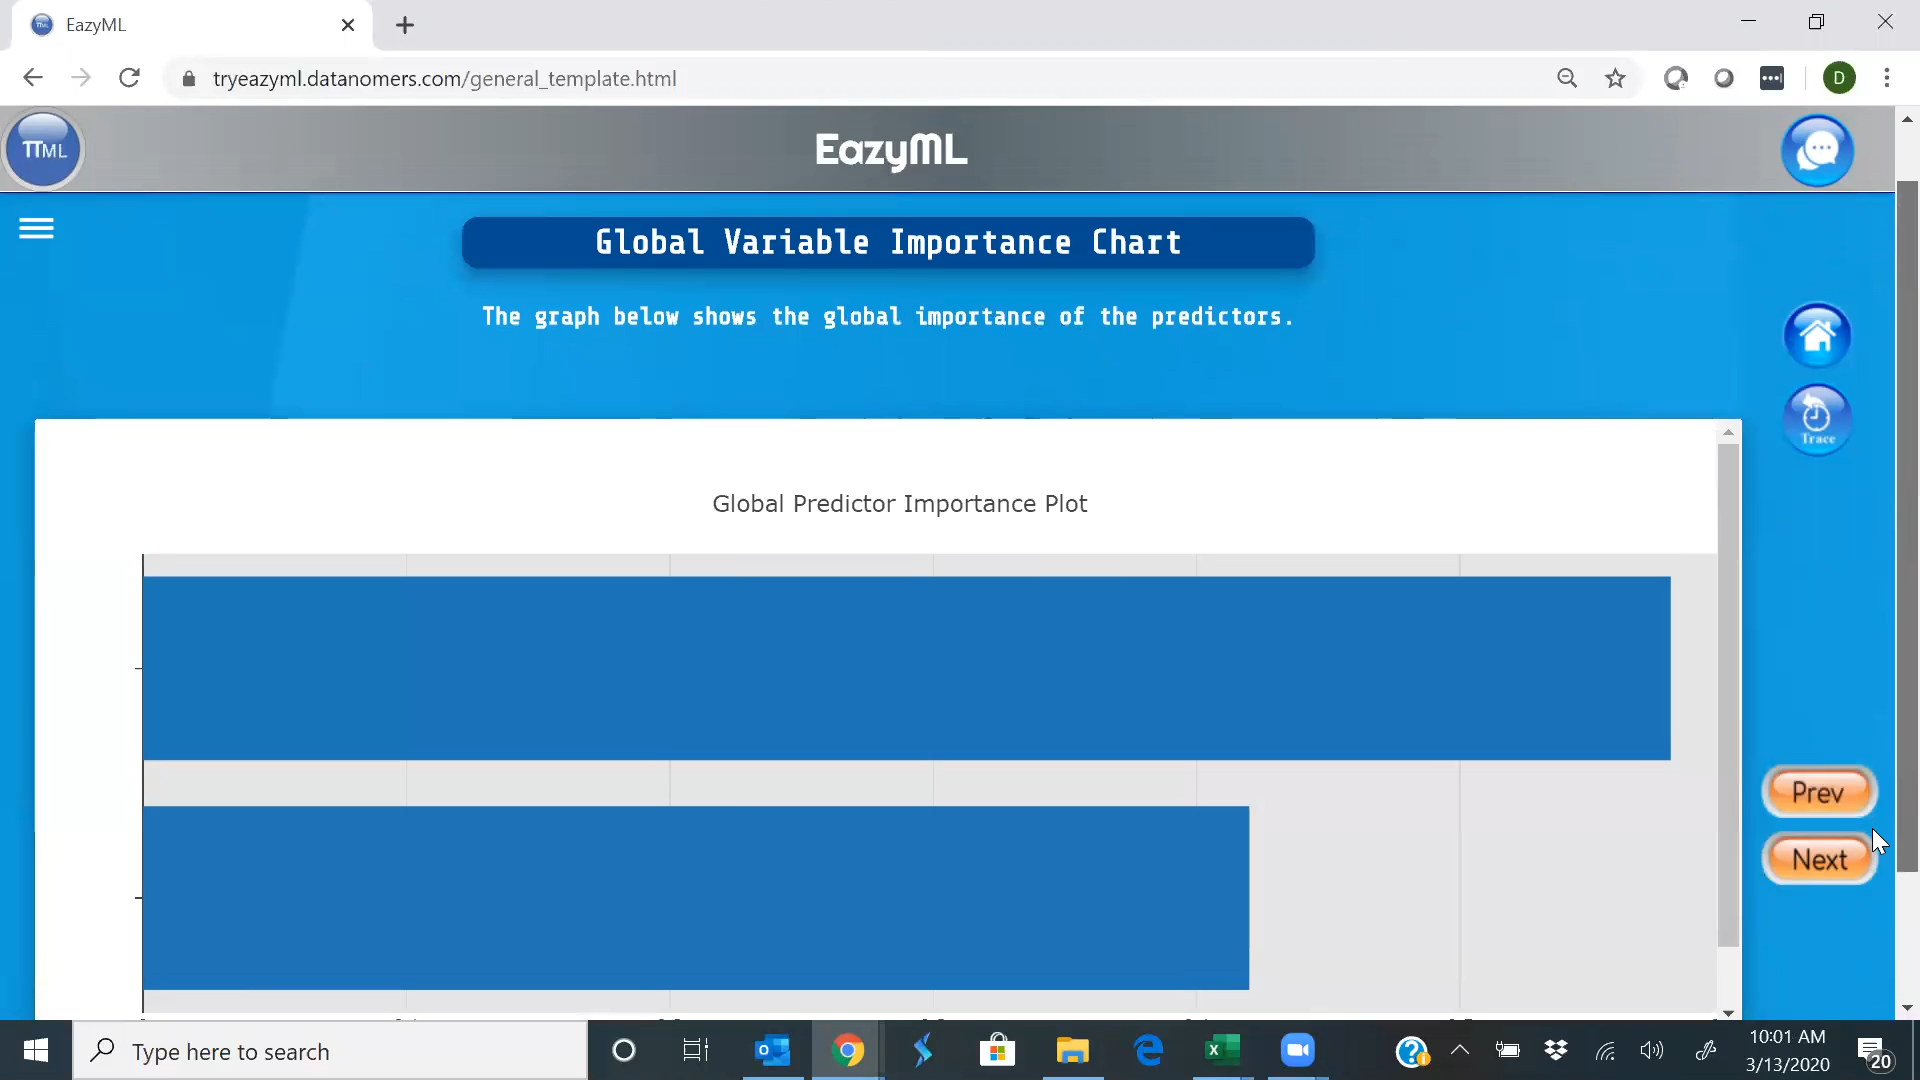 EazyML
tryeazyml.datanomers.com/general_template.html
D
TTML
EazyML
Global Variable Importance Chart
The graph below shows the global importance of the predictors.
Trace
Global Predictor Importance Plot
Prev
Next
Type here to search
10:01 AM
3/13/2020
20